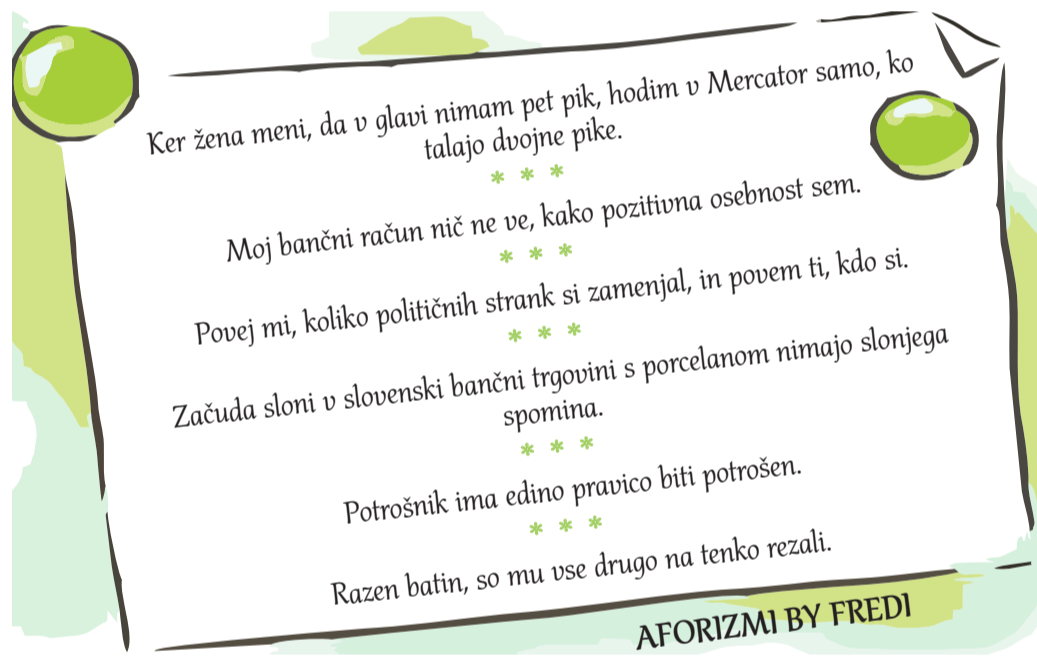 Ker žena meni, da v glavi nimam pet pik, hodim v Mercator samo, ko
talajo dvojne pike.
* * *
Moj bančni račun nič ne ve, kako pozitivna osebnost sem.
* * *
Povej mi, koliko političnih strank si zamenjal, in povem ti, kdo si.
* * *
Začuda sloni v slovenski bančni trgovini s porcelanom nimajo slonjega
spomina.
* * *
Potrošnik ima edino pravico biti potrošen.
* * *
Razen batin, so mu vse drugo na tenko rezali.
AFORIZMI BY FREDI